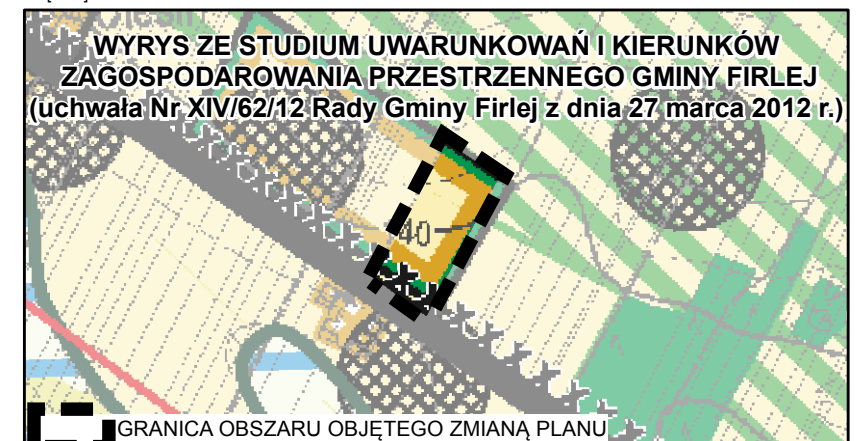 WYRYS ZE STUDIUM UWARUNKOWAŃ I KIERUNKÓW
ZAGOSPODAROWANIA PRZESTRZENNEGO GMINY FIRLEJ
(uchwała Nr XIV/62/12 Rady Gminy Firlej z dnia 27 marca 2012 r.)
40
GRANICA OBSZARU OBJĘTEGO ZMIANĄ PLANU